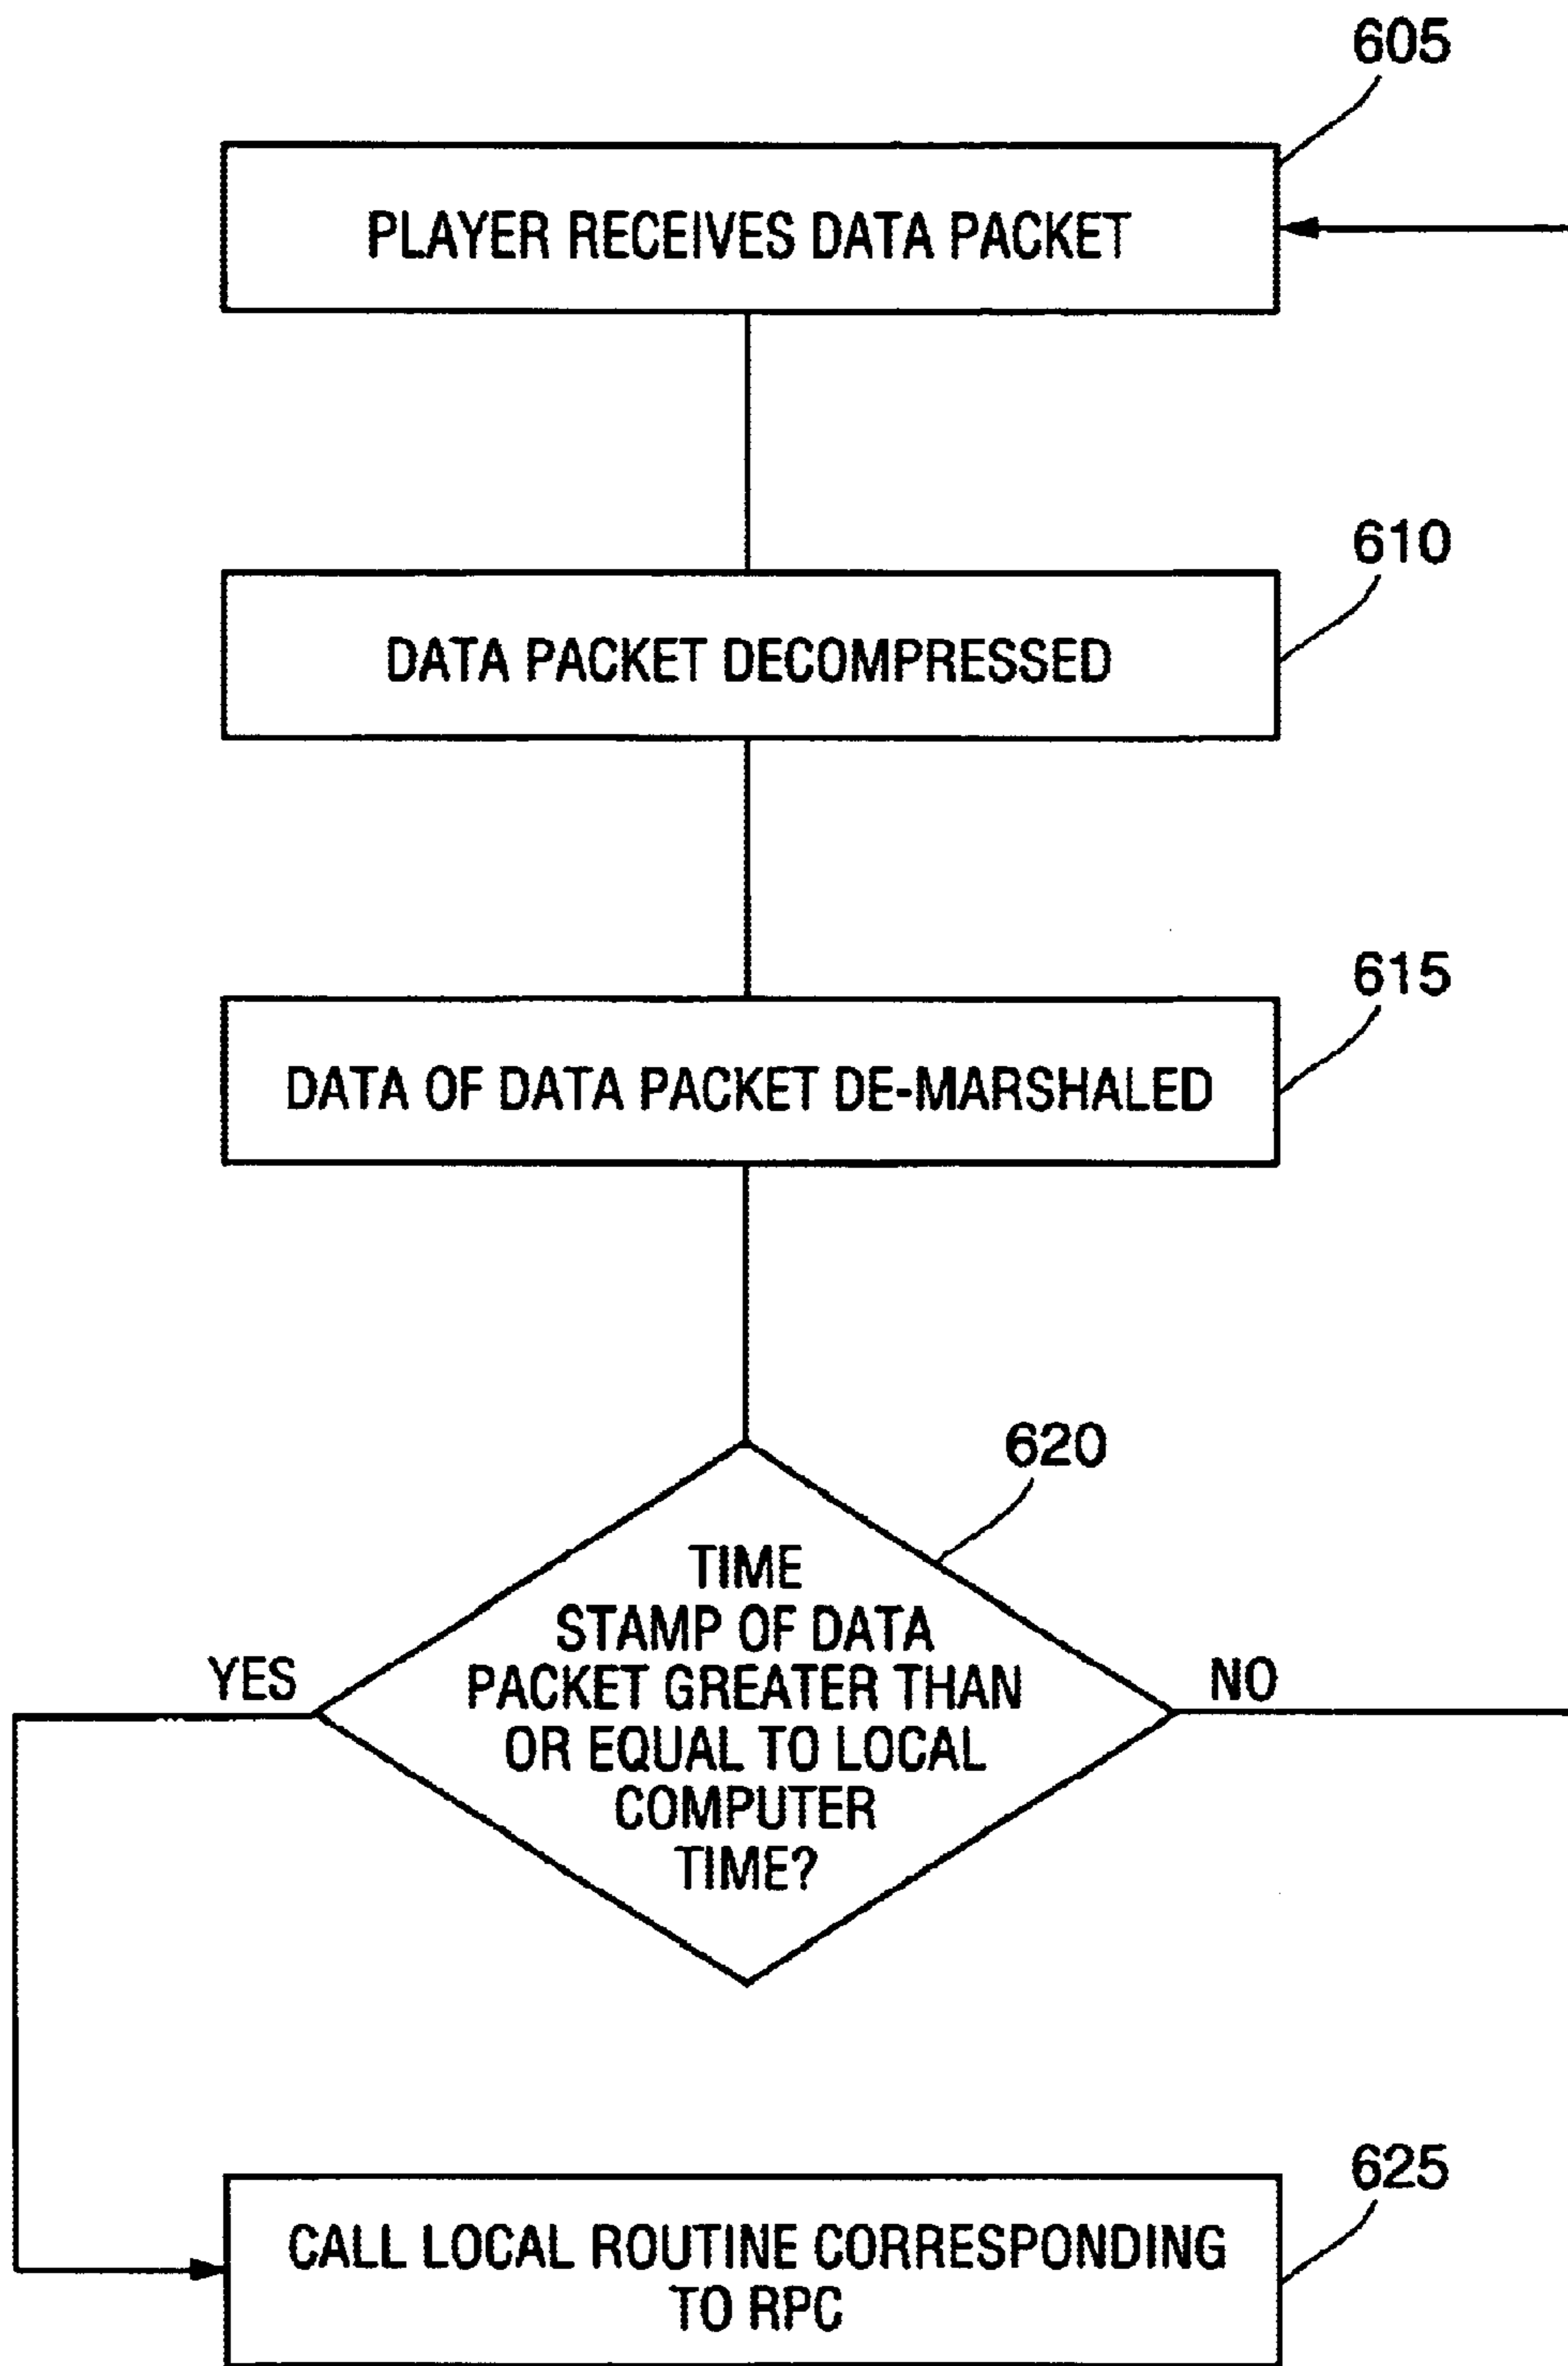 605
PLAYER RECEIVES DATA PACKET
610
DATA PACKET DECOMPRESSED
615
DATA OF DATA PACKET DE-MARSHALED
620
TIME
STAMP OF DATA
PACKET GREATER THAN
OR EQUAL TO LOCAL
COMPUTER
TIME?
YES
NO
625
CALL LOCAL ROUTINE CORRESPONDING
TO RPC